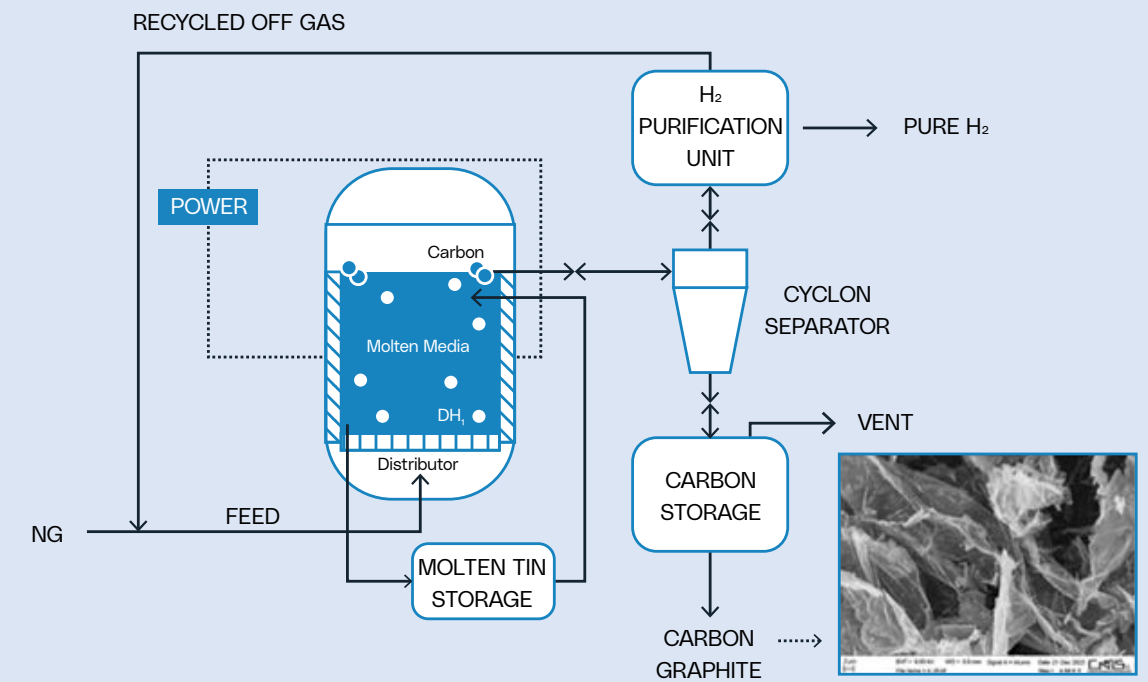 RECYCLED OFF GAS
H₂
PURIFICATION
UNIT
PURE H₂
POWER
Carbon
CYCLON
SEPARATOR
Molten Media
DH₁
VENT
Distributor
CARBON
STORAGE
FEED
NG
MOLTEN TIN
STORAGE
CARBON
GRAPHITE